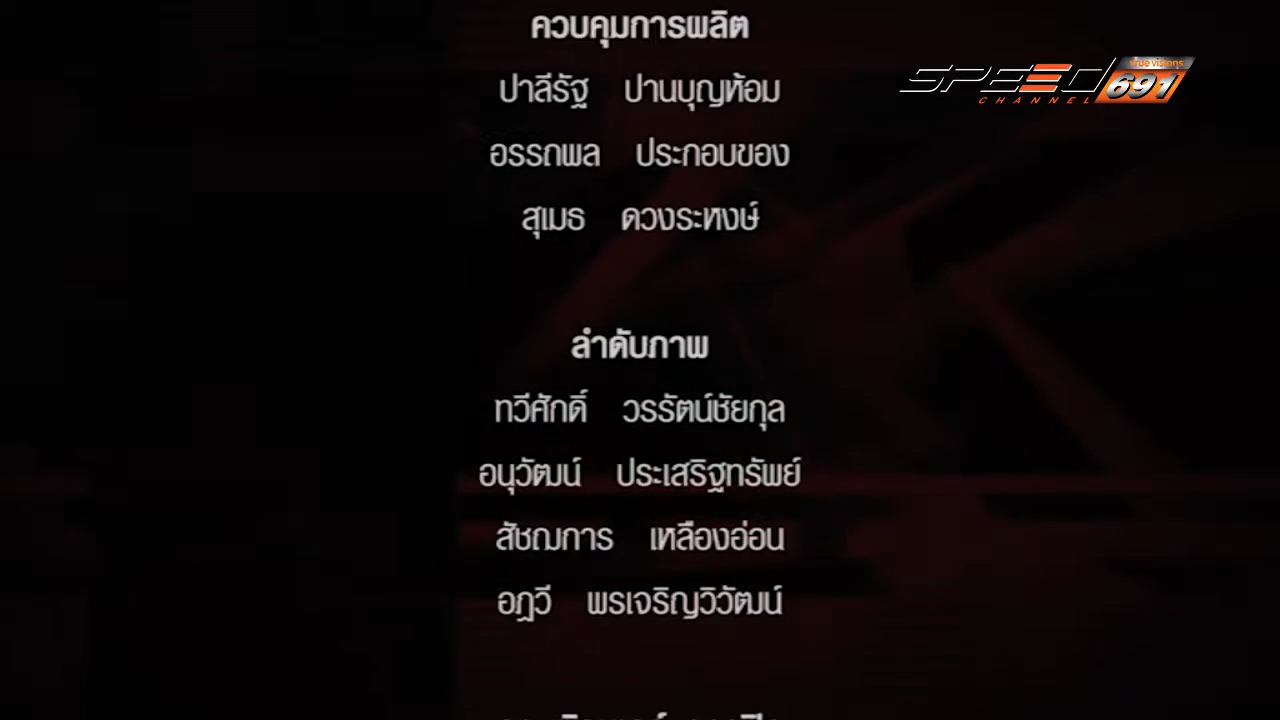 ควบคุมการผลิต
true visions
SPEED 691
CHANNEL
ปาลีรัฐ ปานบุญห้อม
อรรถพล ประกอบของ
สุเมธ ดวงระหงษ์
ลำดับภาพ
ทวีศักดิ์ วรรัตน์ชัยกุล
อนุวัฒน์ ประเสริฐทรัพย์
สัชฌการ เหลืองอ่อน
อฎวี พรเจริญวิวัฒน์